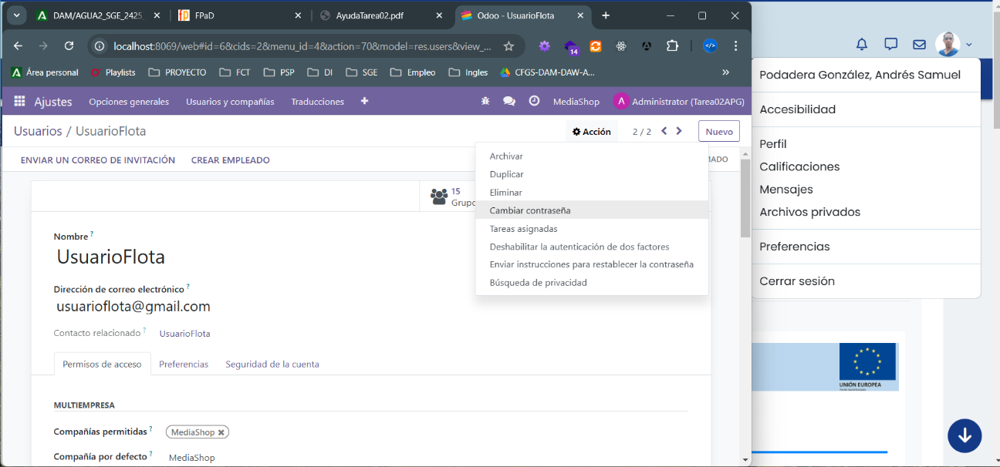 DAM/AGUA2_SGE_2425_
FPaD
AyudaTarea02.pdf
Odoo - UsuarioFlota
localhost:8069/web#id=6&cids=2&menu_id=4&action=70&model=res.users&view_...
14
Área personal
Playlists
PROYECTO
FCT
PSP
DI
SGE
Empleo
Ingles
CFGS-DAM-DAW-A...
»
Ajustes
Opciones generales
Usuarios y compañías
Traducciones
MediaShop
A
Administrator (Tarea02APG)
Usuarios / UsuarioFlota
Acción
2 / 2
Nuevo
ENVIAR UN CORREO DE INVITACIÓN
CREAR EMPLEADO
MADO
Archivar
Duplicar
Eliminar
Cambiar contraseña
Tareas asignadas
Deshabilitar la autenticación de dos factores
Enviar instrucciones para restablecer la contraseña
Búsqueda de privacidad
15
Grupo
Nombre ?
UsuarioFlota
Dirección de correo electrónico ?
usuarioflota@gmail.com
Contacto relacionado ?
UsuarioFlota
Permisos de acceso
Preferencias
Seguridad de la cuenta
MULTIEMPRESA
Compañías permitidas ?
MediaShop
Compañía por defecto ?
MediaShop
Podadera González, Andrés Samuel
Accesibilidad
Perfil
Calificaciones
Mensajes
Archivos privados
Preferencias
Cerrar sesión
UNIÓN EUROPEA